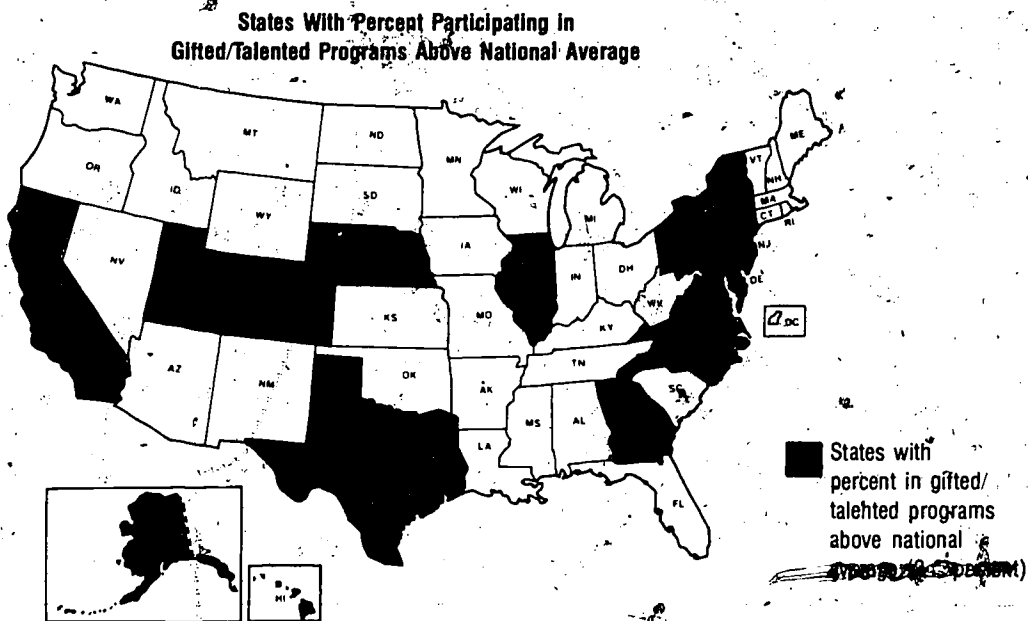 States With Percent Participating in
Gifted/Talented Programs Above National Average
WA
MT
ND
MN
ME
VT
NH
OR
ID
SD
WI
MI
MA
CT
RI
WY
IA
NJ
NV
IN
OH
DE
KS
MO
KY
DC
AZ
NM
OK
AK
TN
SC
MS
AL
LA
FL
HI
States with
percent in gifted/
talented programs
above national